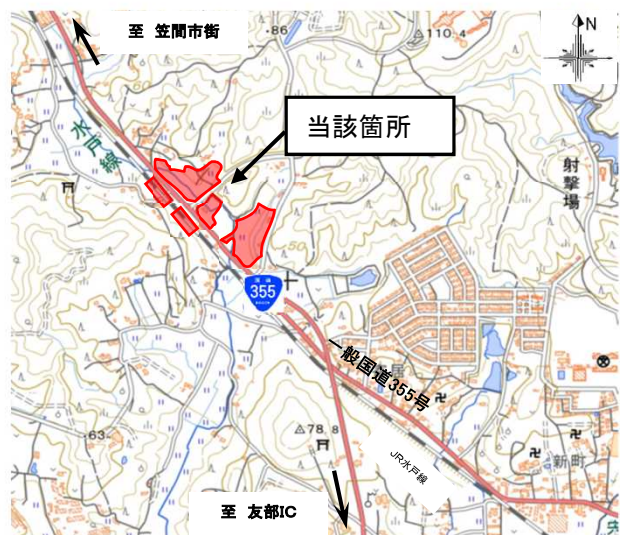 至 笠間市街
・86
△110.4
N
当該箇所
水戸線
射撃場
50
355
一般国道355号
居
△78.8
63
JR水戸線
新町
至 友部IC